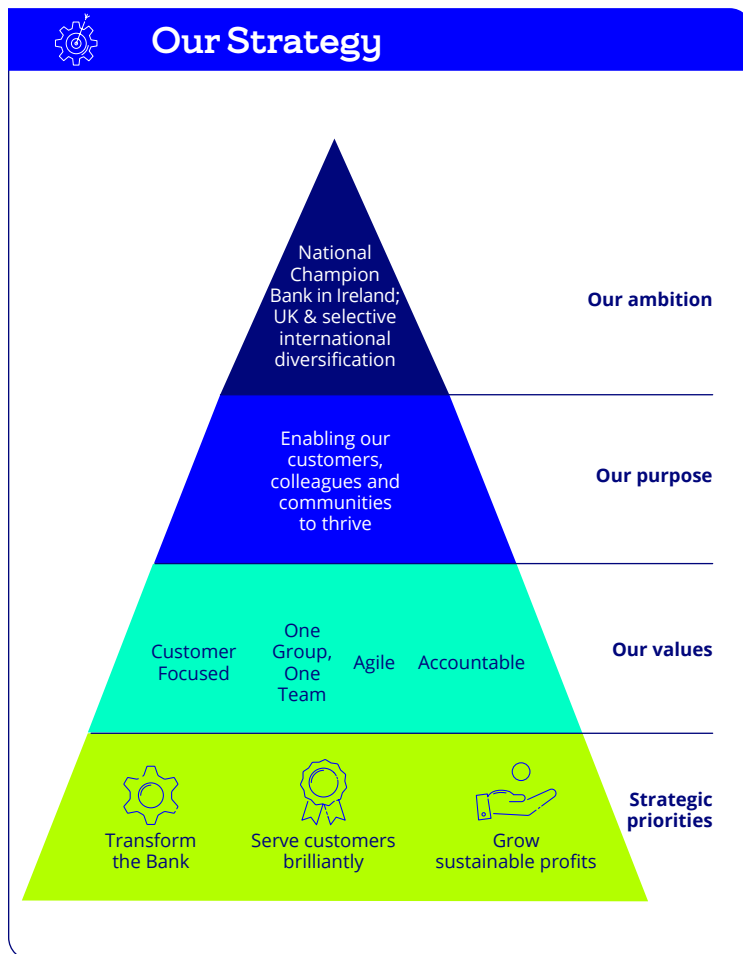 Our Strategy
National
Champion
Bank in Ireland;
UK & selective
international
diversification
Our ambition
Enabling our
customers,
colleagues and
communities
to thrive
Our purpose
Customer
Focused
One
Group,
One
Team
Agile
Accountable
Our values
Transform
the Bank
Serve customers
brilliantly
Grow
sustainable profits
Strategic
priorities